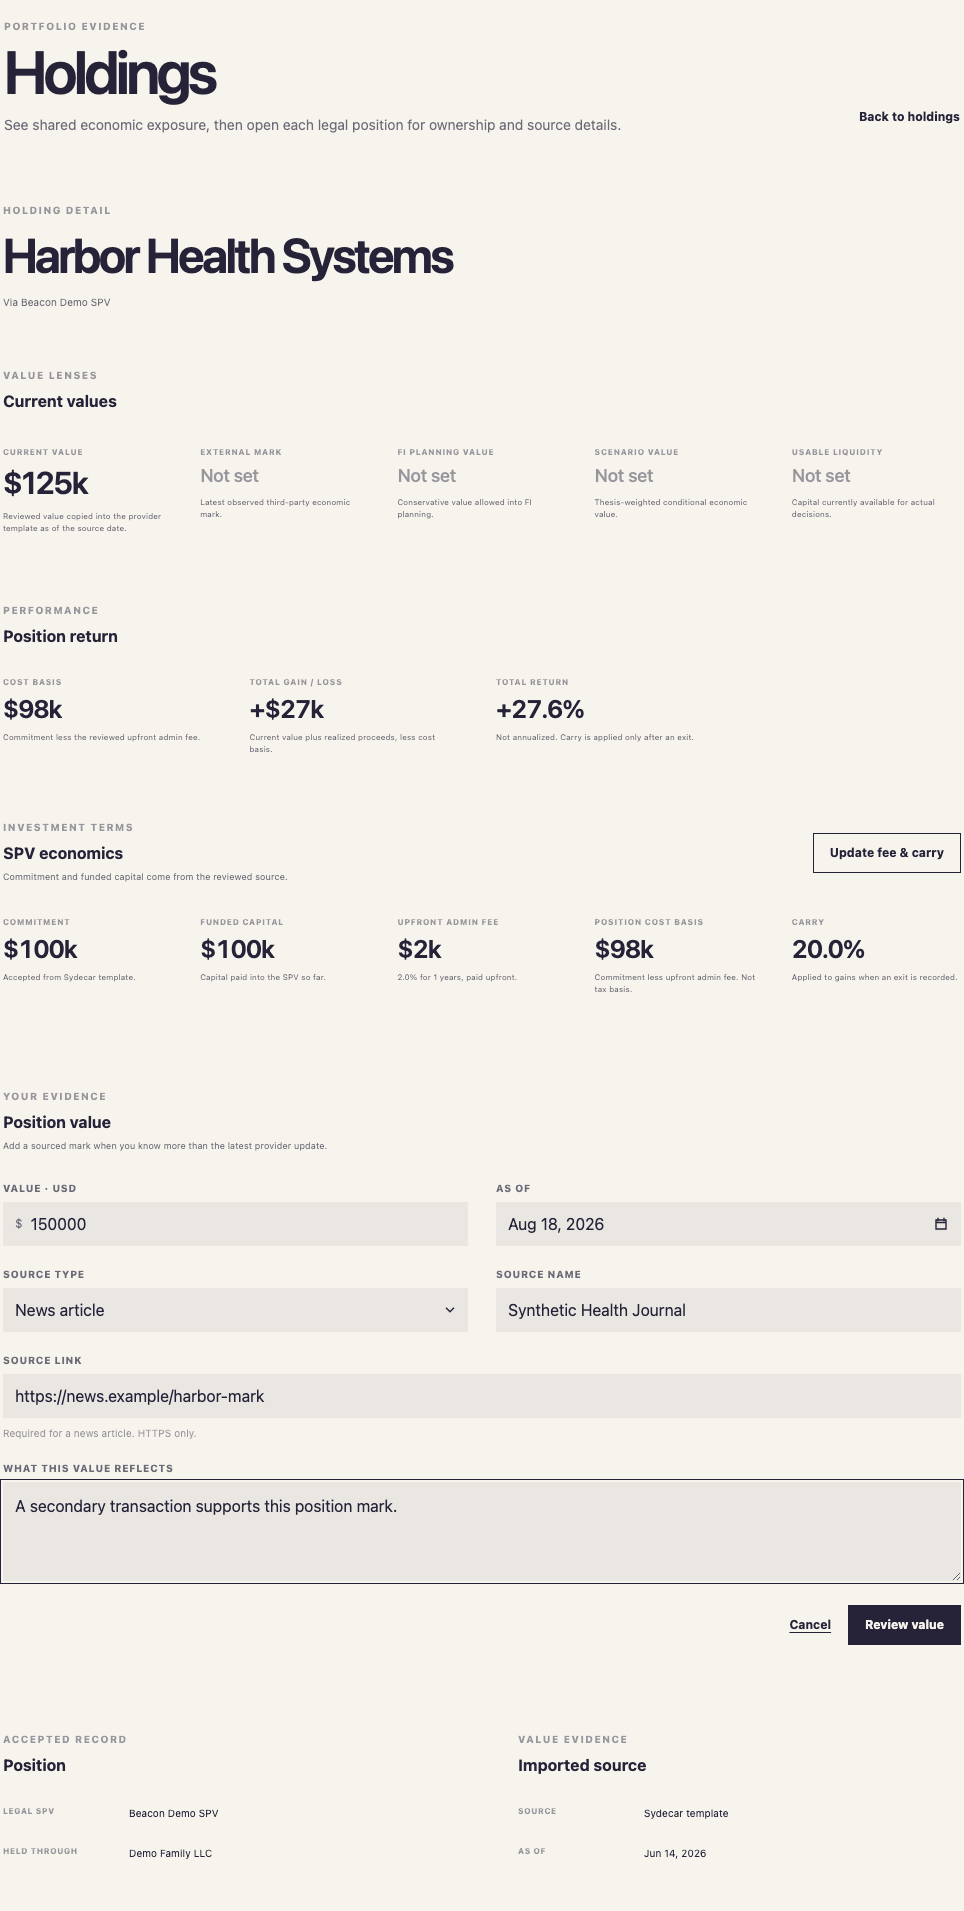 PORTFOLIO EVIDENCE
Holdings
See shared economic exposure, then open each legal position for ownership and source details.
Back to holdings
HOLDING DETAIL
Harbor Health Systems
Via Beacon Demo SPV
VALUE LENSES
Current values
CURRENT VALUE
$125k
Reviewed value copied into the provider
template as of the source date.
EXTERNAL MARK
Not set
Latest observed third-party economic
mark.
FI PLANNING VALUE
Not set
Conservative value allowed into FI
planning.
SCENARIO VALUE
Not set
Thesis-weighted conditional economic
value.
USABLE LIQUIDITY
Not set
Capital currently available for actual
decisions.
PERFORMANCE
Position return
COST BASIS
$98k
Commitment less the reviewed upfront admin fee.
TOTAL GAIN / LOSS
+$27k
Current value plus realized proceeds, less cost
basis.
TOTAL RETURN
+27.6%
Not annualized. Carry is applied only after an exit.
INVESTMENT TERMS
SPV economics
Commitment and funded capital come from the reviewed source.
Update fee & carry
COMMITMENT
$100k
Accepted from Sydecar template.
FUNDED CAPITAL
$100k
Capital paid into the SPV so far.
UPFRONT ADMIN FEE
$2k
2.0% for 1 years, paid upfront.
POSITION COST BASIS
$98k
Commitment less upfront admin fee. Not
tax basis.
CARRY
20.0%
Applied to gains when an exit is recorded.
YOUR EVIDENCE
Position value
Add a sourced mark when you know more than the latest provider update.
VALUE · USD
$ 150000
AS OF
Aug 18, 2026
SOURCE TYPE
News article
SOURCE NAME
Synthetic Health Journal
SOURCE LINK
https://news.example/harbor-mark
Required for a news article. HTTPS only.
WHAT THIS VALUE REFLECTS
A secondary transaction supports this position mark.
Cancel
Review value
ACCEPTED RECORD
Position
LEGAL SPV
Beacon Demo SPV
HELD THROUGH
Demo Family LLC
VALUE EVIDENCE
Imported source
SOURCE
Sydecar template
AS OF
Jun 14, 2026